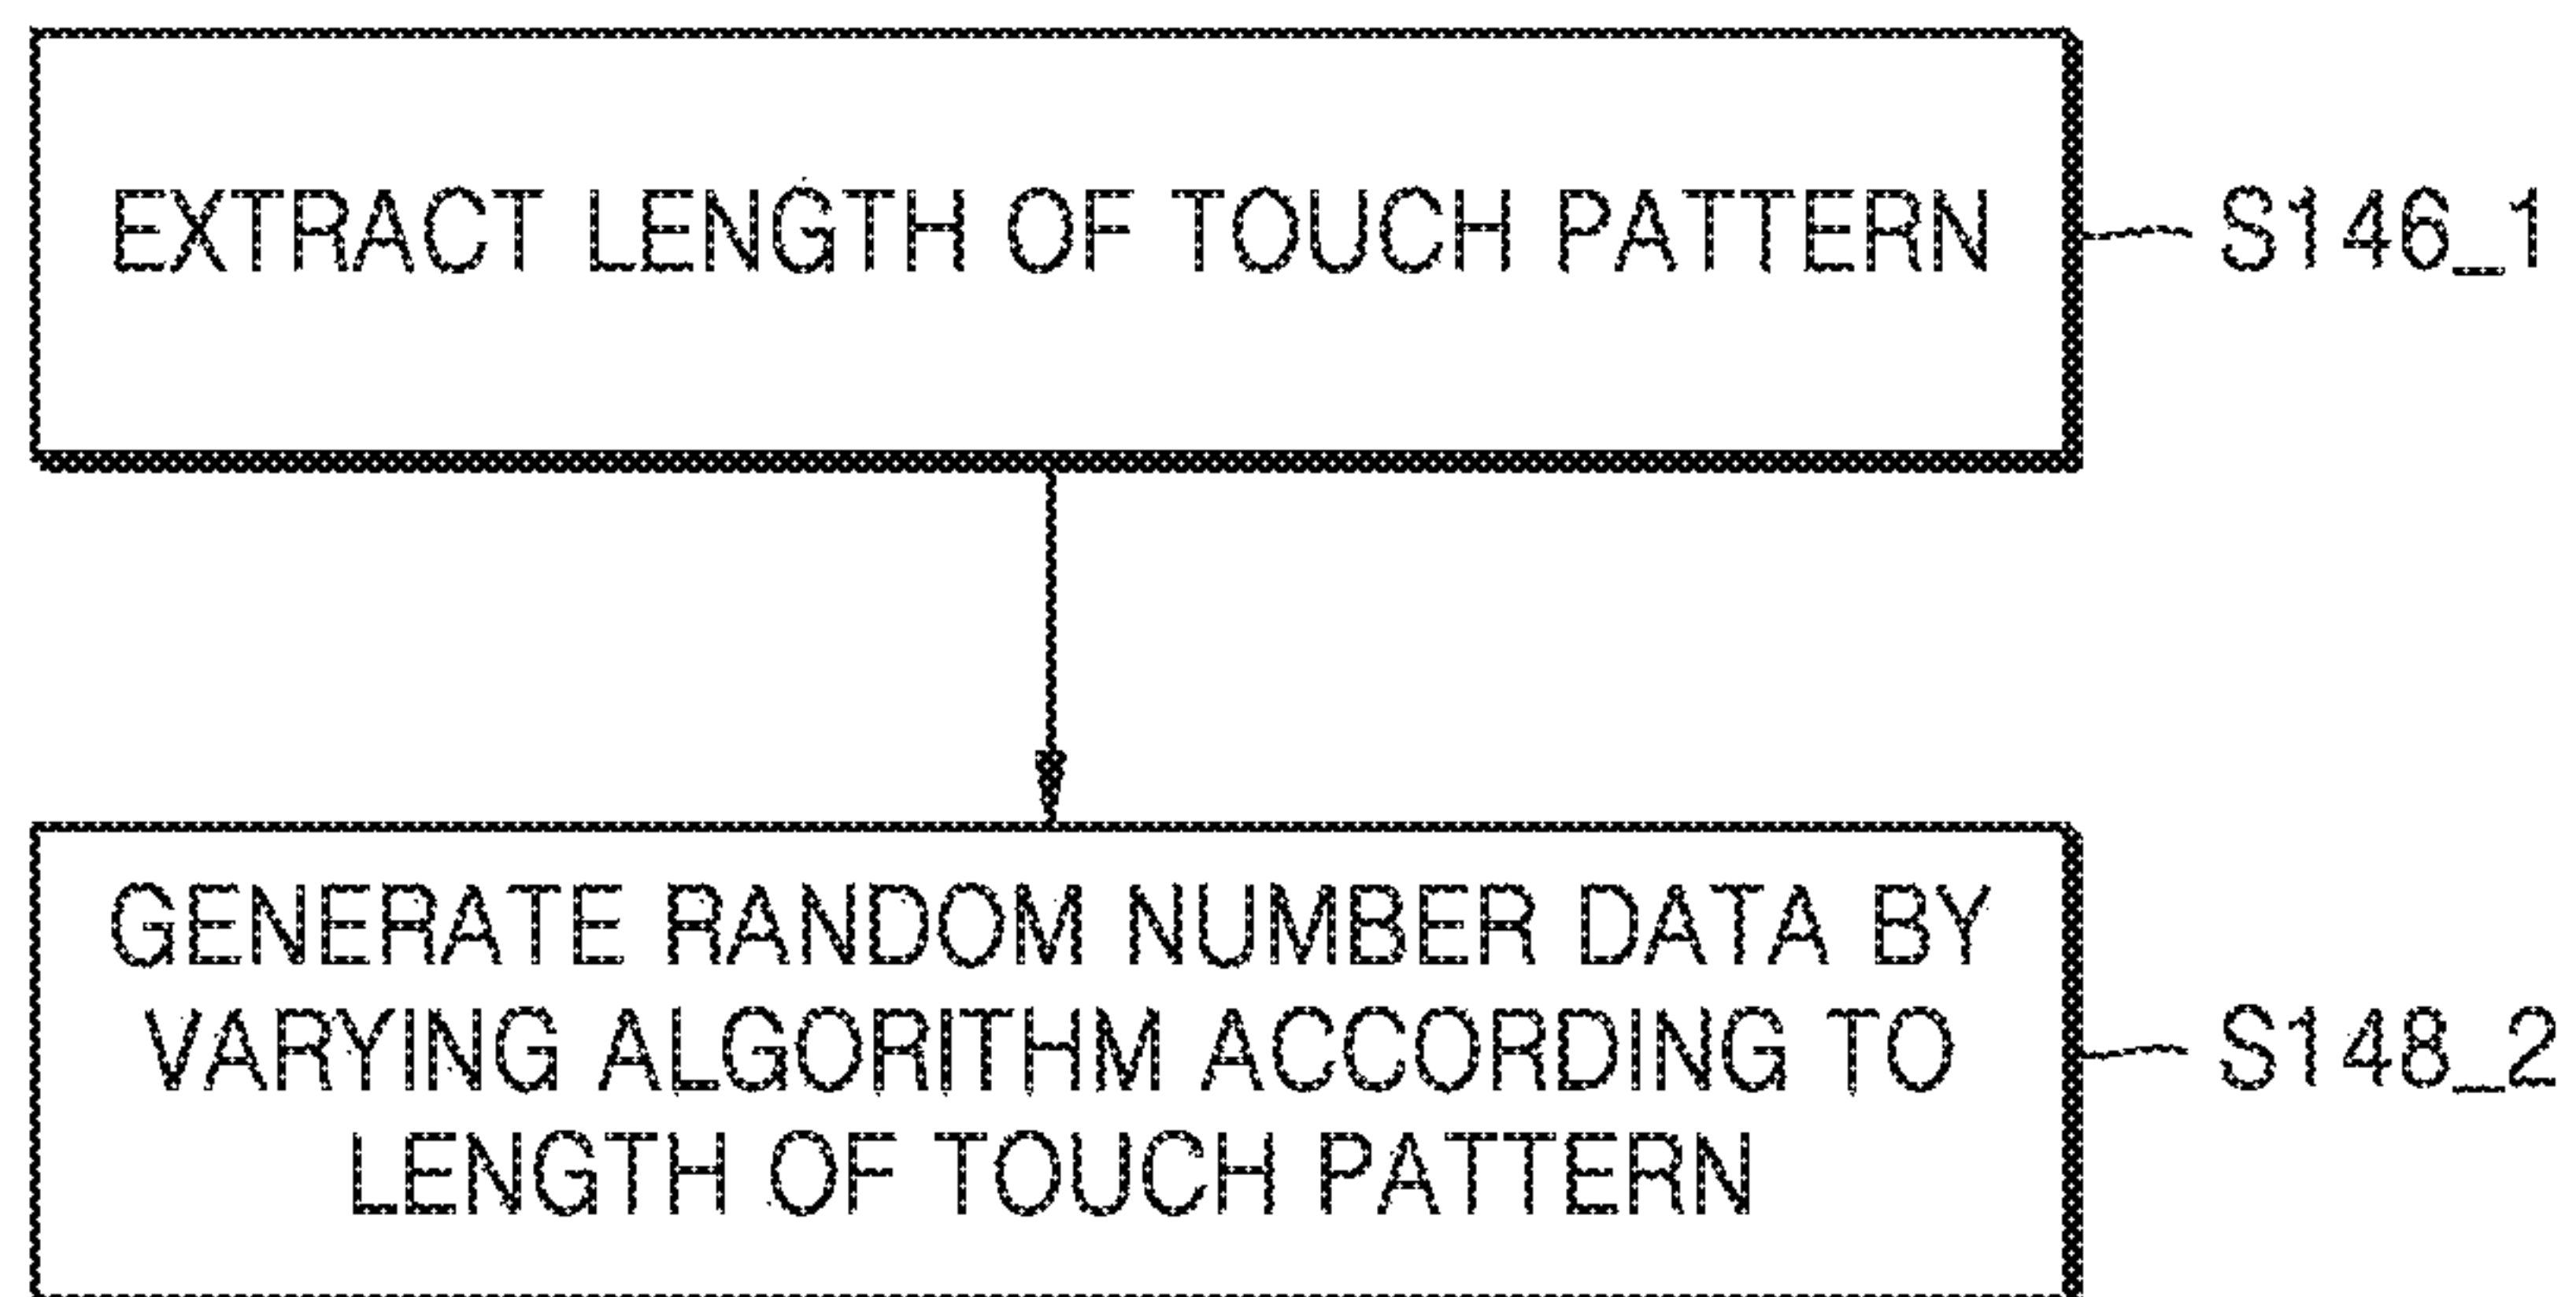 EXTRACT LENGTH OF TOUCH PATTERN
S146_1
GENERATE RANDOM NUMBER DATA BY
VARYING ALGORITHM ACCORDING TO
LENGTH OF TOUCH PATTERN
S148_2